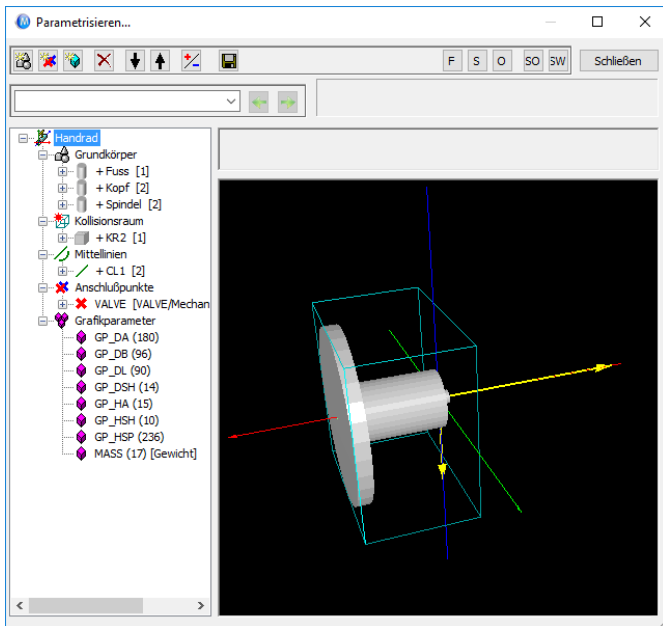 Parametrisieren...
F S O SO SW Schließen
Handrad
Grundkörper
+Fuss [1]
+Kopf [2]
+Spindel [2]
Kollisionsraum
+KR2 [1]
Mittellinien
+CL1 [2]
Anschlußpunkte
VALVE [VALVE/Mechan
Grafikparameter
GP_DA (180)
GP_DB (96)
GP_DL (90)
GP_DSH (14)
GP_HA (15)
GP_HSH (10)
GP_HSP (236)
MASS (17) [Gewicht]